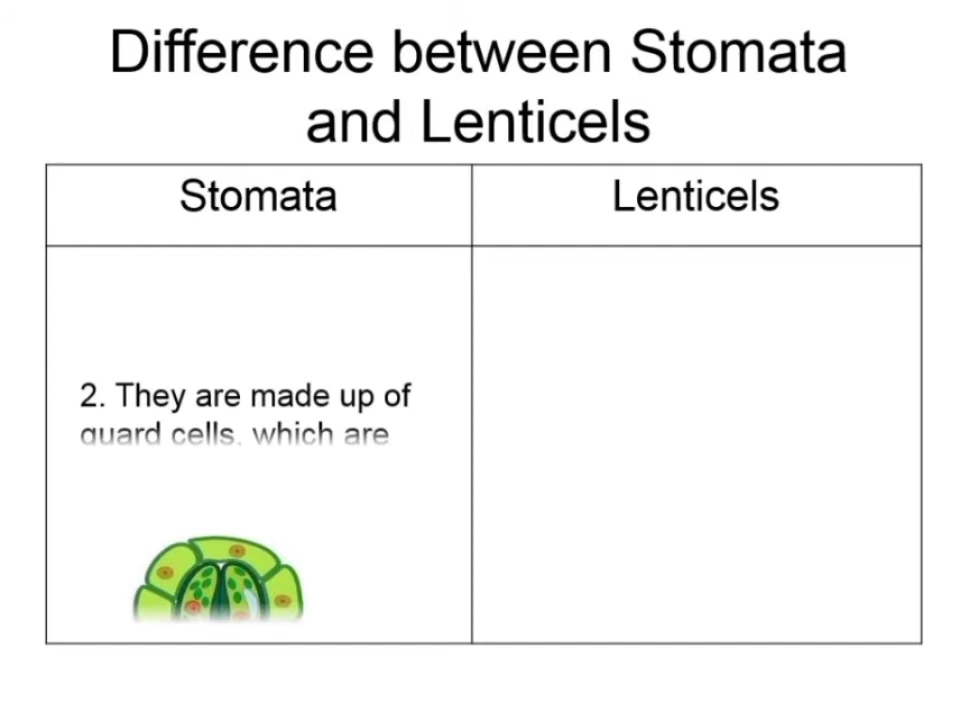 Difference between Stomata
and Lenticels
Stomata
Lenticels
2. They are made up of
guard cells, which are